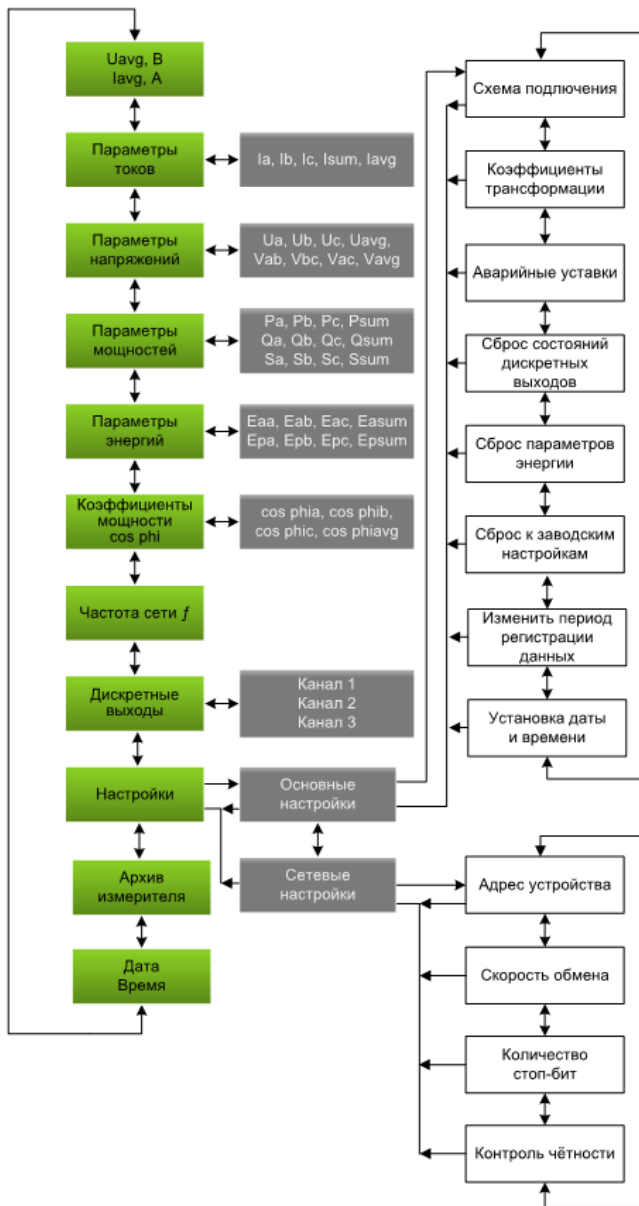 Uavg, В
Iavg, А
Параметры
токов
Ia, Ib, Ic, Isum, Iavg
Параметры
напряжений
Ua, Ub, Uc, Uavg,
Vab, Vbc, Vac, Vavg
Параметры
мощностей
Pa, Pb, Pc, Psum
Qa, Qb, Qc, Qsum
Sa, Sb, Sc, Ssum
Параметры
энергий
Eaa, Eab, Eac, Easum
Epa, Epb, Epc, Epsum
Коэффициенты
мощности
cos phi
cos phia, cos phib,
cos phic, cos phiavg
Частота сети ƒ
Дискретные
выходы
Канал 1
Канал 2
Канал 3
Настройки
Основные
настройки
Сетевые
настройки
Архив
измерителя
Дата
Время
Схема подлючения
Коэффициенты
трансформации
Аварийные уставки
Сброс состояний
дискретных
выходов
Сброс параметров
энергии
Сброс к заводским
настройкам
Изменить период
регистрации
данных
Установка даты
и времени
Адрес устройства
Скорость обмена
Количество
стоп-бит
Контроль чётности